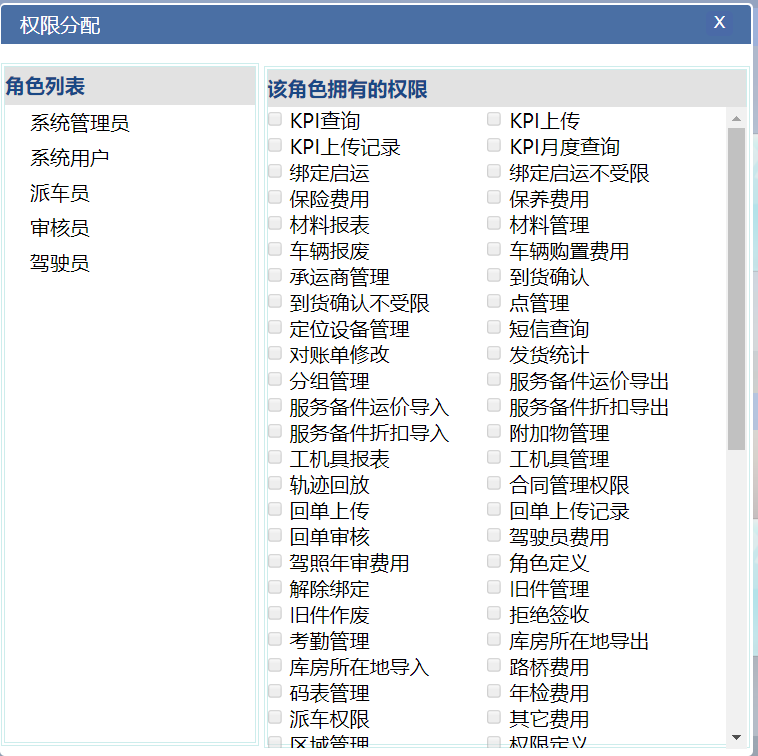 权限分配 X
角色列表
系统管理员
系统用户
派车员
审核员
驾驶员
该角色拥有的权限
KPI查询 KPI上传
KPI上传记录 KPI月度查询
绑定启运 绑定启运不受限
保险费用 保养费用
材料报表 材料管理
车辆报废 车辆购置费用
承运商管理 到货确认
到货确认不受限 点管理
定位设备管理 短信查询
对账单修改 发货统计
分组管理 服务备件运价导出
服务备件运价导入 服务备件折扣导出
服务备件折扣导入 附加物管理
工机具报表 工机具管理
轨迹回放 合同管理权限
回单上传 回单上传记录
回单审核 驾驶员费用
驾照年审费用 角色定义
解除绑定 旧件管理
旧件作废 拒绝签收
考勤管理 库房所在地导出
库房所在地导入 路桥费用
码表管理 年检费用
派车权限 其它费用
区域管理 权限定义